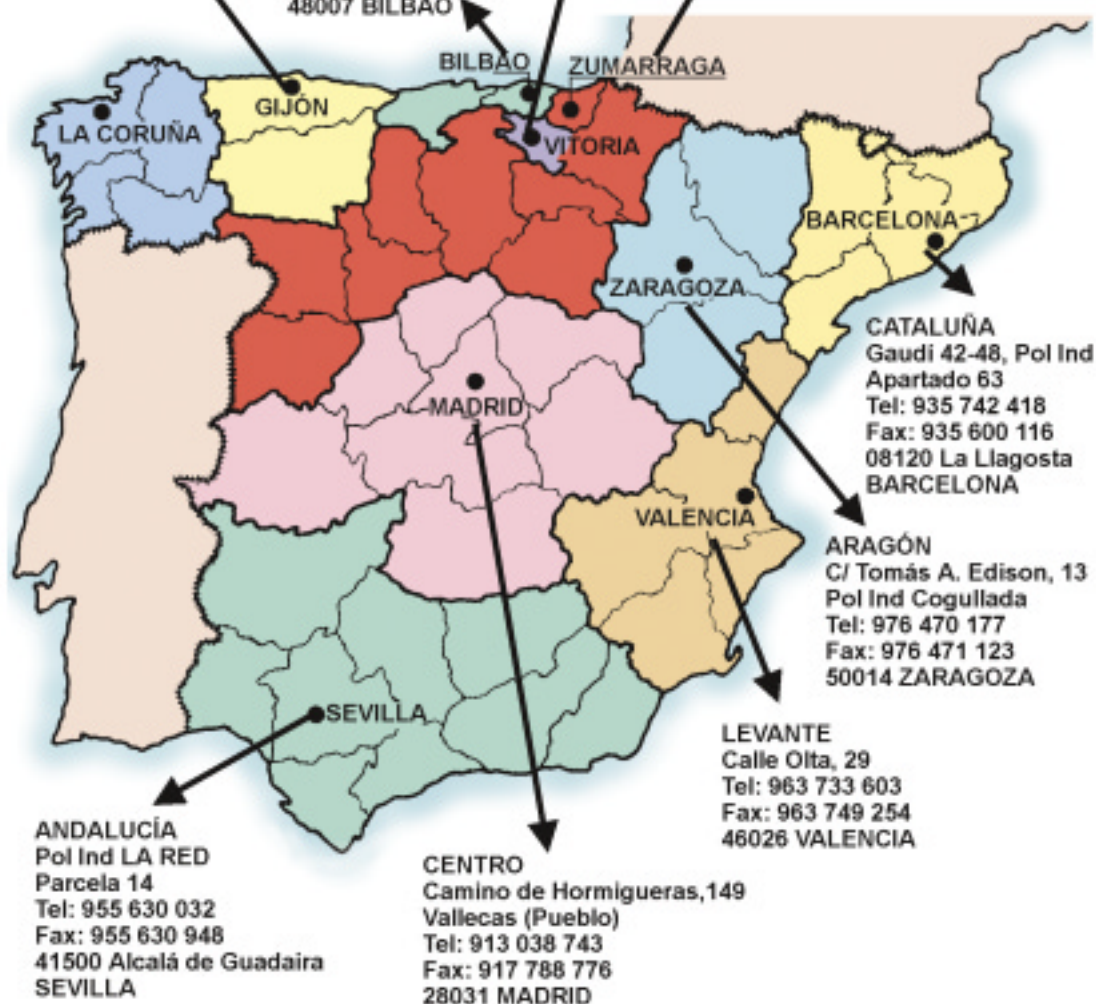 48007 BILBAO
BILBAO
ZUMARRAGA
GIJÓN
LA CORUÑA
VITORIA
BARCELONA
ZARAGOZA
MADRID
VALENCIA
SEVILLA
CATALUÑA
Gaudí 42-48, Pol Ind
Apartado 63
Tel: 935 742 418
Fax: 935 600 116
08120 La Llagosta
BARCELONA
ARAGÓN
C/ Tomás A. Edison, 13
Pol Ind Cogullada
Tel: 976 470 177
Fax: 976 471 123
50014 ZARAGOZA
LEVANTE
Calle Olta, 29
Tel: 963 733 603
Fax: 963 749 254
46026 VALENCIA
ANDALUCÍA
Pol Ind LA RED
Parcela 14
Tel: 955 630 032
Fax: 955 630 948
41500 Alcalá de Guadaira
SEVILLA
CENTRO
Camino de Hormigueras,149
Vallecas (Pueblo)
Tel: 913 038 743
Fax: 917 788 776
28031 MADRID